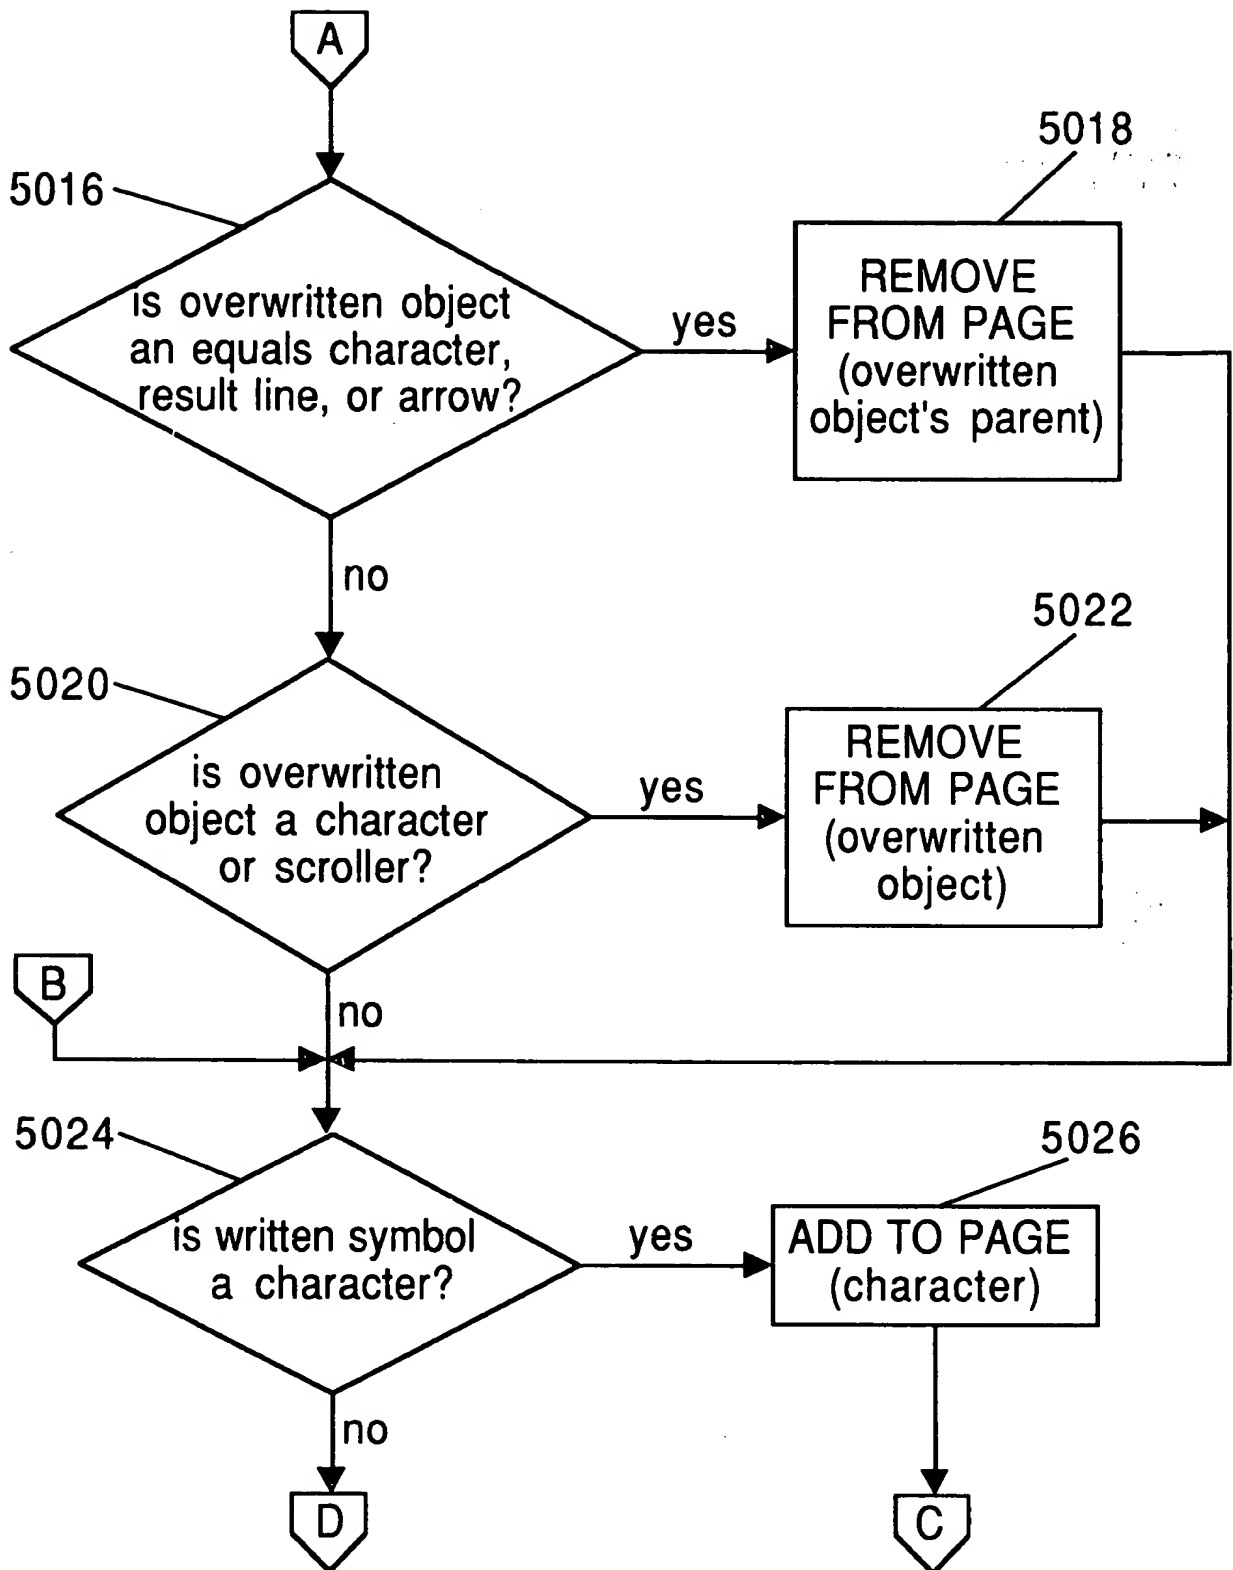 A
5016
is overwritten object
an equals character,
result line, or arrow?
yes
5018
REMOVE
FROM PAGE
(overwritten
object's parent)
no
5020
is overwritten
object a character
or scroller?
yes
5022
REMOVE
FROM PAGE
(overwritten
object)
B
no
5024
is written symbol
a character?
yes
5026
ADD TO PAGE
(character)
no
D
C